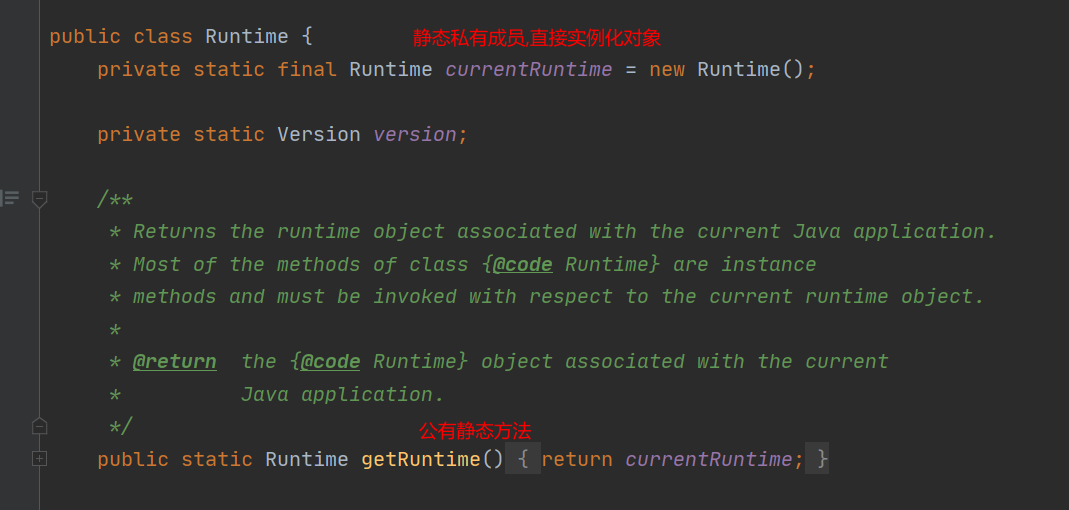 public class Runtime { 静态私有成员,直接实例化对象
private static final Runtime currentRuntime = new Runtime();
private static Version version;
/**
* Returns the runtime object associated with the current Java application.
* Most of the methods of class {@code Runtime} are instance
* methods and must be invoked with respect to the current runtime object.
*
* @return the {@code Runtime} object associated with the current
* Java application.
*/
公有静态方法
public static Runtime getRuntime() { return currentRuntime; }